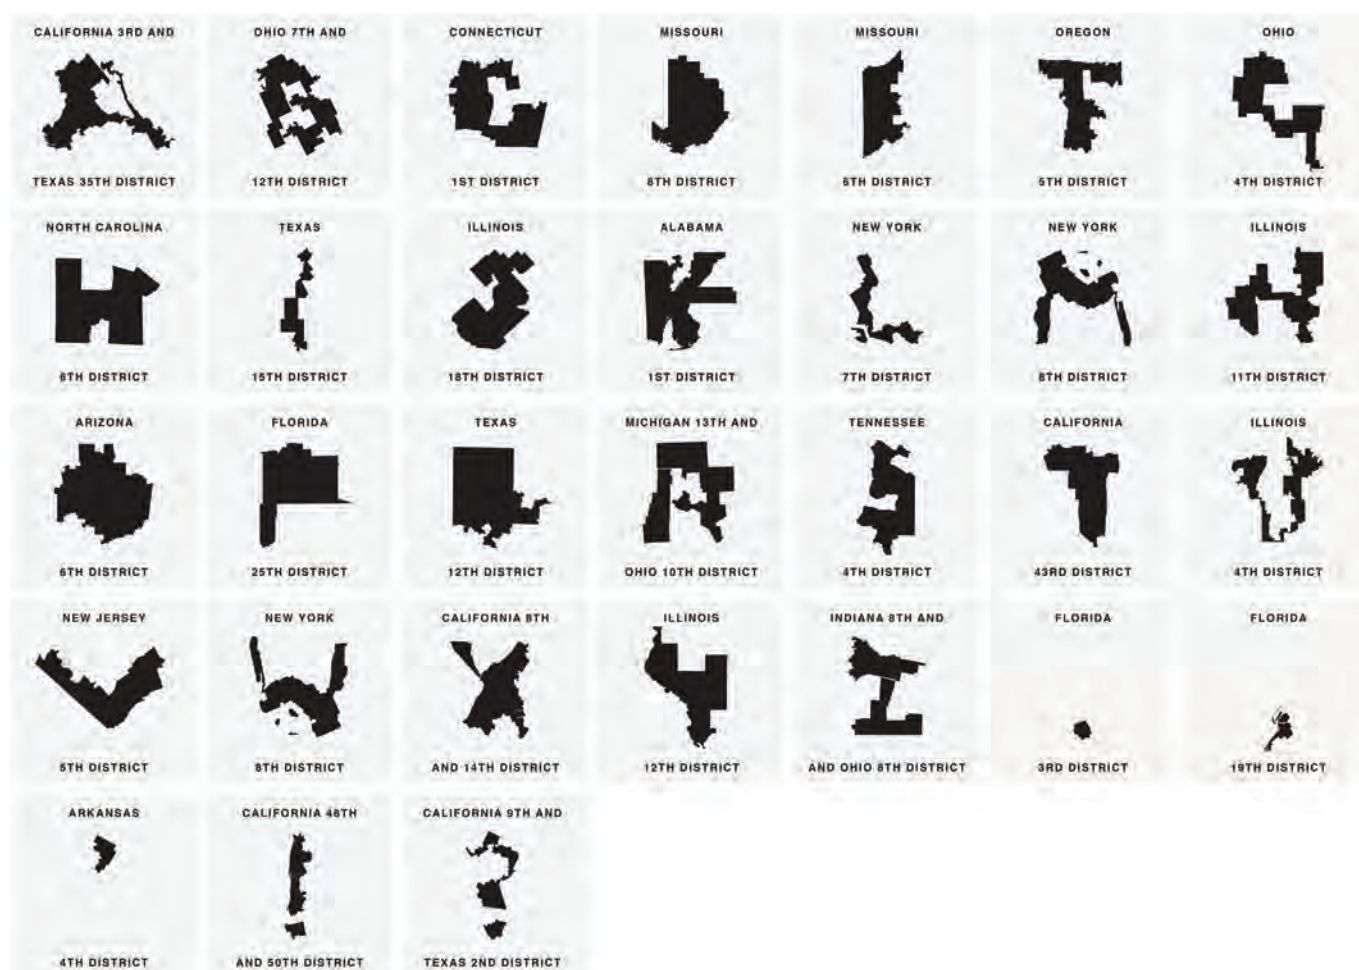 CALIFORNIA 3RD AND
TEXAS 35TH DISTRICT
OHIO 7TH AND
12TH DISTRICT
CONNECTICUT
1ST DISTRICT
MISSOURI
8TH DISTRICT
MISSOURI
6TH DISTRICT
OREGON
5TH DISTRICT
OHIO
4TH DISTRICT
NORTH CAROLINA
6TH DISTRICT
TEXAS
15TH DISTRICT
ILLINOIS
18TH DISTRICT
ALABAMA
1ST DISTRICT
NEW YORK
7TH DISTRICT
NEW YORK
8TH DISTRICT
ILLINOIS
11TH DISTRICT
ARIZONA
6TH DISTRICT
FLORIDA
25TH DISTRICT
TEXAS
12TH DISTRICT
MICHIGAN 13TH AND
OHIO 10TH DISTRICT
TENNESSEE
4TH DISTRICT
CALIFORNIA
43RD DISTRICT
ILLINOIS
4TH DISTRICT
NEW JERSEY
5TH DISTRICT
NEW YORK
8TH DISTRICT
CALIFORNIA 8TH
AND 14TH DISTRICT
ILLINOIS
12TH DISTRICT
INDIANA 8TH AND
AND OHIO 8TH DISTRICT
FLORIDA
3RD DISTRICT
FLORIDA
19TH DISTRICT
ARKANSAS
4TH DISTRICT
CALIFORNIA 48TH
AND 50TH DISTRICT
CALIFORNIA 9TH AND
TEXAS 2ND DISTRICT